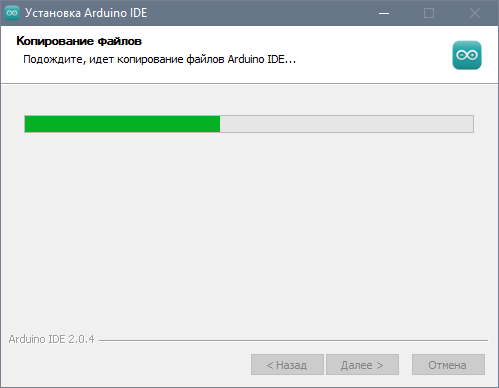 Установка Arduino IDE
Копирование файлов
Подождите, идет копирование файлов Arduino IDE...
Arduino IDE 2.0.4
< Назад
Далее >
Отмена